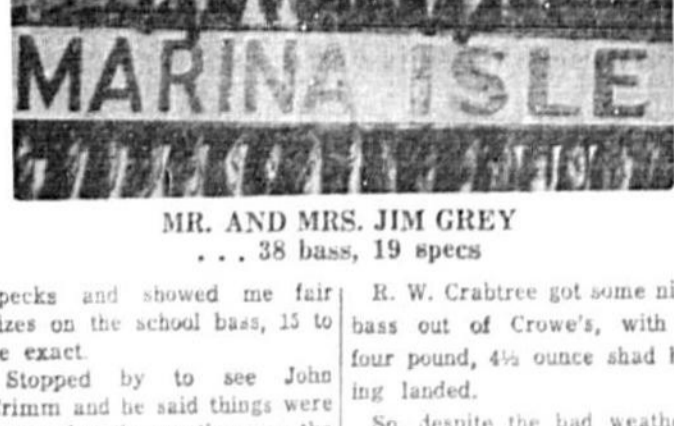 MARINA ISLE
MR. AND MRS. JIM GREY
. . . 38 bass, 19 specs
pecks and showed me fair
izes on the school bass, 15 to
e exact.
Stopped by to see John
rimm and he said things were
R. W. Crabtree got some ni
bass out of Crowe's, with
four pound, 4½ ounce shad
ing landed.
So, despite the bad weath